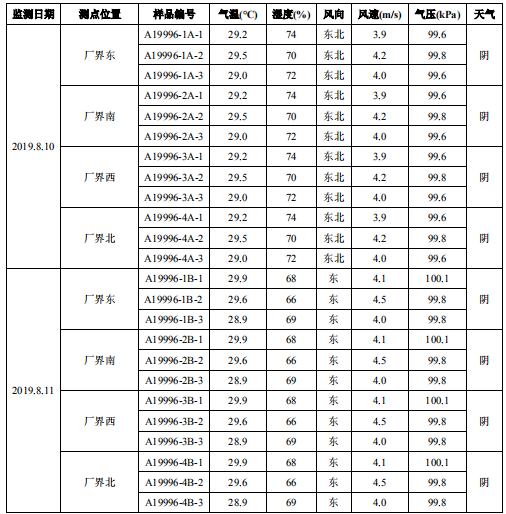 监测日期 测点位置 样品编号 气温(℃) 湿度(%) 风向 风速(m/s) 气压(kPa) 天气
2019.8.10 厂界东 A19996-1A-1 29.2 74 东北 3.9 99.6 阴
A19996-1A-2 29.5 70 东北 4.2 99.8
A19996-1A-3 29.0 72 东北 4.0 99.6
厂界南 A19996-2A-1 29.2 74 东北 3.9 99.6 阴
A19996-2A-2 29.5 70 东北 4.2 99.8
A19996-2A-3 29.0 72 东北 4.0 99.6
厂界西 A19996-3A-1 29.2 74 东北 3.9 99.6 阴
A19996-3A-2 29.5 70 东北 4.2 99.8
A19996-3A-3 29.0 72 东北 4.0 99.6
厂界北 A19996-4A-1 29.2 74 东北 3.9 99.6 阴
A19996-4A-2 29.5 70 东北 4.2 99.8
A19996-4A-3 29.0 72 东北 4.0 99.6
2019.8.11 厂界东 A19996-1B-1 29.9 68 东 4.1 100.1 阴
A19996-1B-2 29.6 66 东 4.5 99.8
A19996-1B-3 28.9 69 东 4.0 99.8
厂界南 A19996-2B-1 29.9 68 东 4.1 100.1 阴
A19996-2B-2 29.6 66 东 4.5 99.8
A19996-2B-3 28.9 69 东 4.0 99.8
厂界西 A19996-3B-1 29.9 68 东 4.1 100.1 阴
A19996-3B-2 29.6 66 东 4.5 99.8
A19996-3B-3 28.9 69 东 4.0 99.8
厂界北 A19996-4B-1 29.9 68 东 4.1 100.1 阴
A19996-4B-2 29.6 66 东 4.5 99.8
A19996-4B-3 28.9 69 东 4.0 99.8